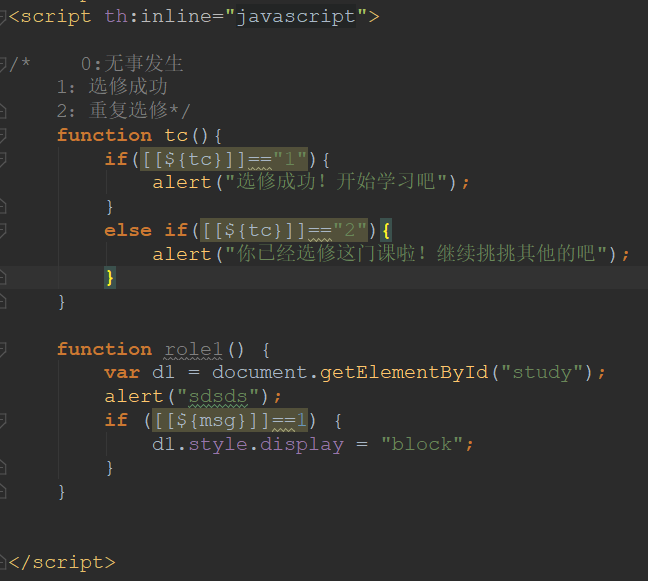 <script th:inline="javascript">
/*    0:无事发生
    1: 选修成功
    2: 重复选修*/
    function tc(){
        if([[${tc}]]=="1"){
            alert("选修成功！开始学习吧");
        }
        else if([[${tc}]]=="2"){
            alert("你已经选修这门课啦！继续挑挑其他的吧");
        }
    }
    function role1() {
        var d1 = document.getElementById("study");
        alert("sdsds");
        if ([[${msg}]]==1) {
            d1.style.display = "block";
        }
    }
</script>